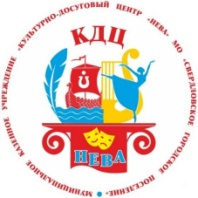 МУНИЦИПАЛЬНОЕ КАЗЕННОЕ УЧРЕЖДЕНИЕ «КУЛЬТУРНО-ДОСУГОВЫЙ ЦЕНТР «НЕВА» МО «СВЕРДЛОВСКОЕ ГОРОДСКОЕ ПОСЕЛЕНИЕ»
КДЦ
НЕВА